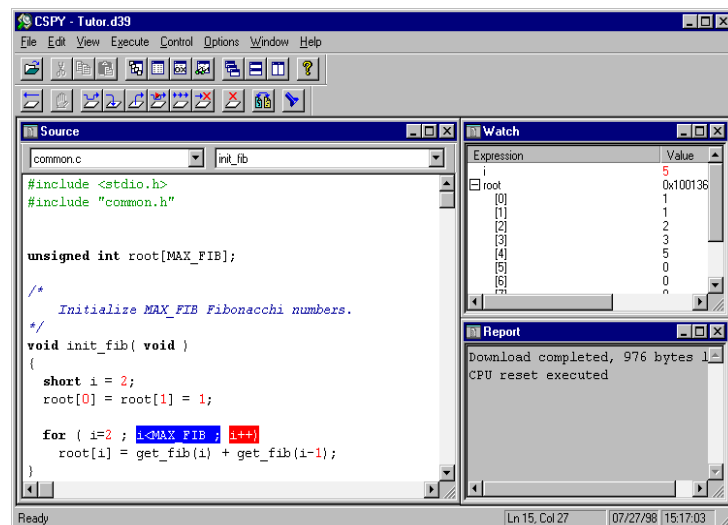 CSPY - Tutor.d39
File Edit View Execute Control Options Window Help
Source
common.c init_fib
#include <stdio.h>
#include "common.h"
unsigned int root[MAX_FIB];
/*
Initialize MAX_FIB Fibonacchi numbers.
*/
void init_fib( void )
{
short i = 2;
root[0] = root[1] = 1;
for ( i=2 ; i<MAX_FIB ; i++)
root[i] = get_fib(i) + get_fib(i-1);
}
Watch
Expression Value
i 5
root 0x100136
[0] 1
[1] 1
[2] 2
[3] 3
[4] 5
[5] 0
[6] 0
Report
Download completed, 976 bytes
CPU reset executed
Ready Ln 15, Col 27 07/27/98 15:17:03